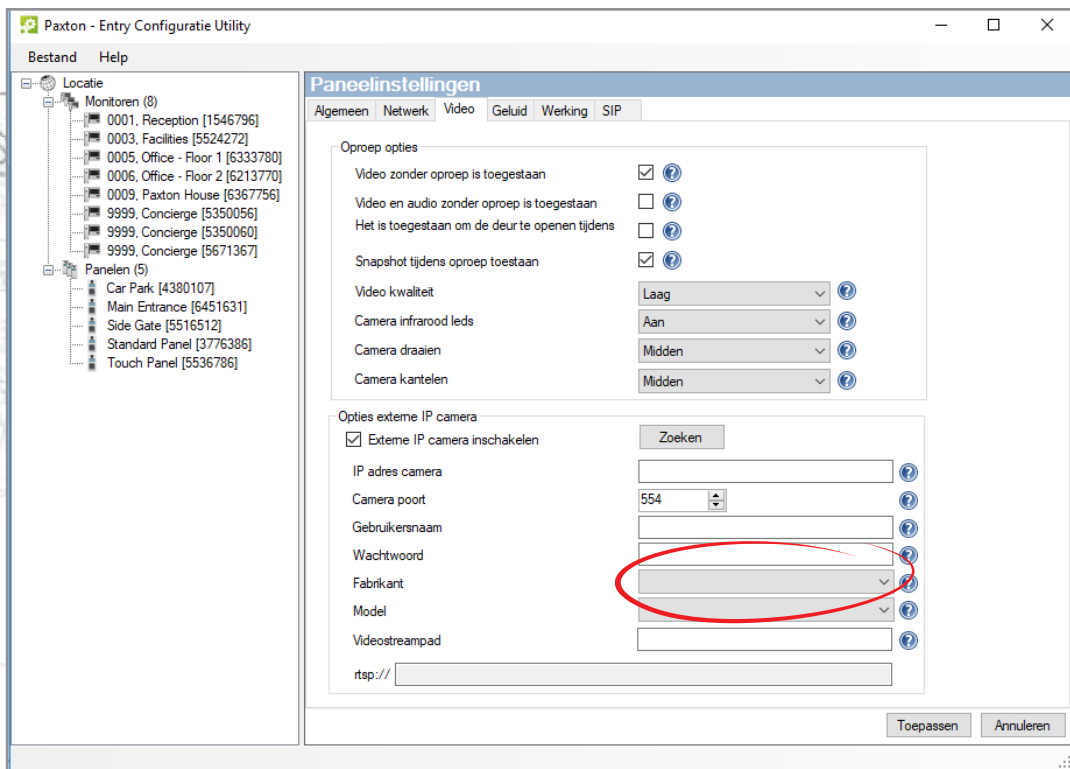 Paxton - Entry Configuratie Utility
Bestand Help
Locatie
Monitoren (8)
0001, Reception [1546796]
0003, Facilities [5524272]
0005, Office - Floor 1 [6333780]
0006, Office - Floor 2 [6213770]
0009, Paxton House [6367756]
9999, Concierge [5350056]
9999, Concierge [5350060]
9999, Concierge [5671367]
Panelen (5)
Car Park [4380107]
Main Entrance [6451631]
Side Gate [5516512]
Standard Panel [3776386]
Touch Panel [5536786]
Paneelinstellingen
Algemeen Netwerk Video Geluid Werking SIP
Oproep opties
Video zonder oproep is toegestaan
Video en audio zonder oproep is toegestaan
Het is toegestaan om de deur te openen tijdens
Snapshot tijdens oproep toestaan
Video kwaliteit Laag
Camera infrarood leds Aan
Camera draaien Midden
Camera kantelen Midden
Opties externe IP camera
Externe IP camera inschakelen Zoeken
IP adres camera
Camera poort 554
Gebruikersnaam
Wachtwoord
Fabrikant
Model
Videostreampad
rtsp://
Toepassen Annuleren